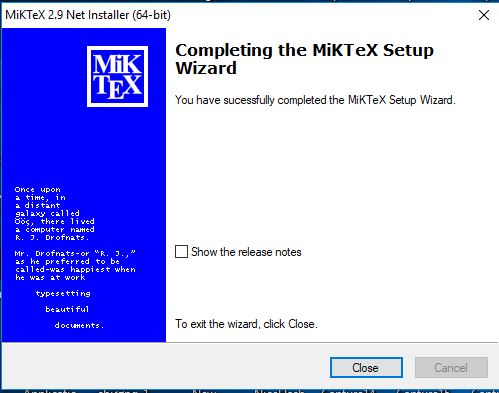 MiKTeX 2.9 Net Installer (64-bit)
MiK
TEX
Completing the MiKTeX Setup
Wizard
You have sucessfully completed the MiKTeX Setup Wizard.
Once upon
a time, in
a distant
galaxy called
Ööç, there lived
a computer named
R. J. Drofnats.
Mr. Drofnats-or “R. J.,”
as he preferred to be
called-was happiest when
he was at work
typesetting
beautiful
documents.
Show the release notes
To exit the wizard, click Close.
Close
Cancel